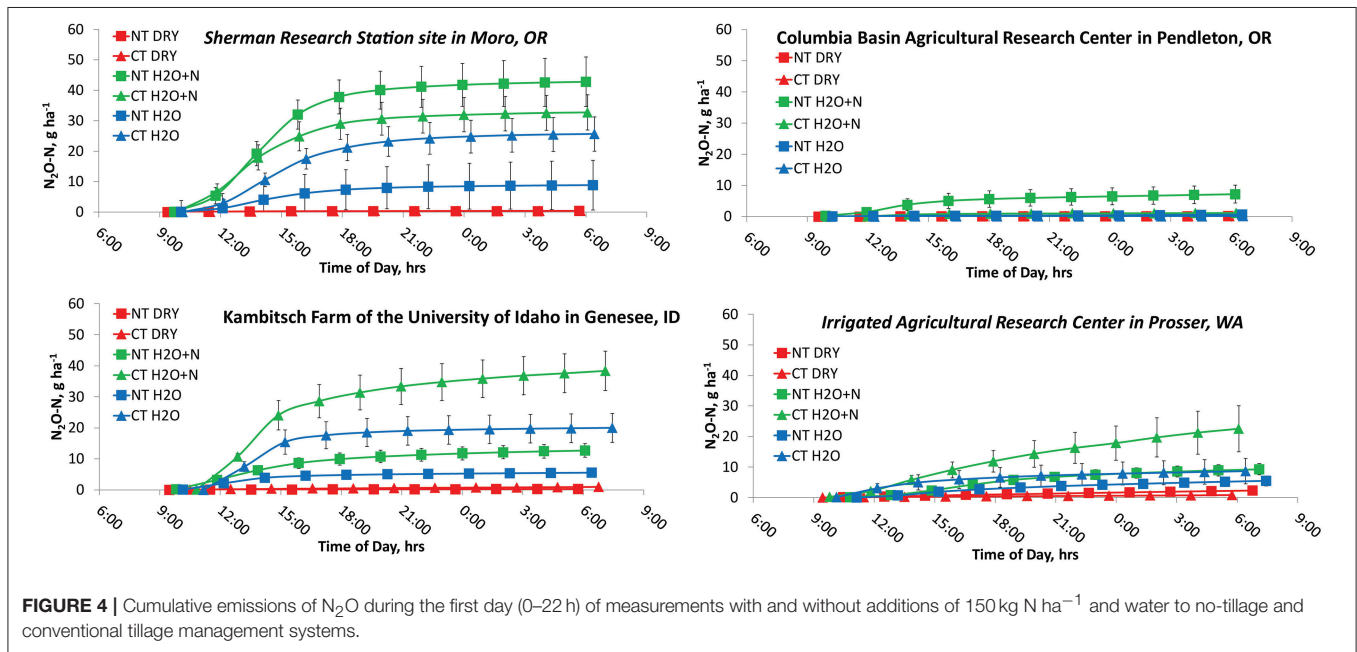 Sherman Research Station site in Moro, OR
NT DRY
CT DRY
NT H2O+N
CT H2O+N
NT H2O
CT H2O
N₂O-N, g ha⁻¹
60
50
40
30
20
10
0
6:00
9:00
12:00
15:00
18:00
21:00
0:00
3:00
6:00
9:00
Time of Day, hrs
Columbia Basin Agricultural Research Center in Pendleton, OR
NT DRY
CT DRY
NT H2O+N
CT H2O+N
NT H2O
CT H2O
N₂O-N, g ha⁻¹
60
50
40
30
20
10
0
6:00
9:00
12:00
15:00
18:00
21:00
0:00
3:00
6:00
9:00
Time of Day, hrs
Kambitsch Farm of the University of Idaho in Genesee, ID
NT DRY
CT DRY
NT H2O+N
CT H2O+N
NT H2O
CT H2O
N₂O-N, g ha⁻¹
60
50
40
30
20
10
0
6:00
9:00
12:00
15:00
18:00
21:00
0:00
3:00
6:00
9:00
Time of Day, hrs
Irrigated Agricultural Research Center in Prosser, WA
NT DRY
CT DRY
NT H2O+N
CT H2O+N
NT H2O
CT H2O
N₂O-N, g ha⁻¹
60
50
40
30
20
10
0
6:00
9:00
12:00
15:00
18:00
21:00
0:00
3:00
6:00
9:00
Time of Day, hrs
FIGURE 4 | Cumulative emissions of N₂O during the first day (0–22 h) of measurements with and without additions of 150 kg N ha⁻¹ and water to no-tillage and
conventional tillage management systems.